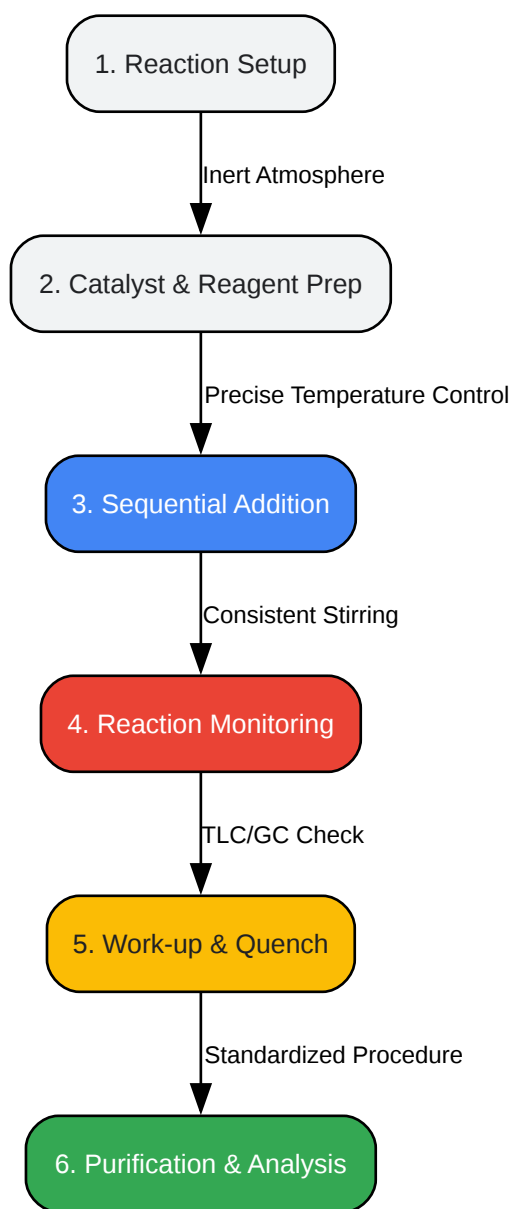 1. Reaction Setup
Inert Atmosphere
2. Catalyst & Reagent Prep
Precise Temperature Control
3. Sequential Addition
Consistent Stirring
4. Reaction Monitoring
TLC/GC Check
5. Work-up & Quench
Standardized Procedure
6. Purification & Analysis